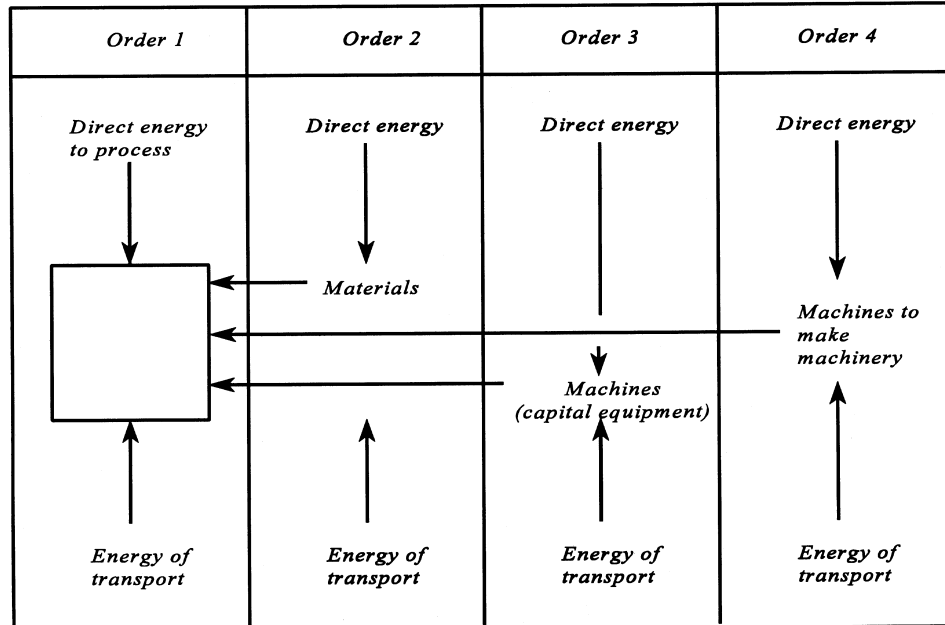 Order 1
Order 2
Order 3
Order 4
Direct energy
to process
Direct energy
Direct energy
Direct energy
Materials
Machines to
make
machinery
Machines
(capital equipment)
Energy of
transport
Energy of
transport
Energy of
transport
Energy of
transport